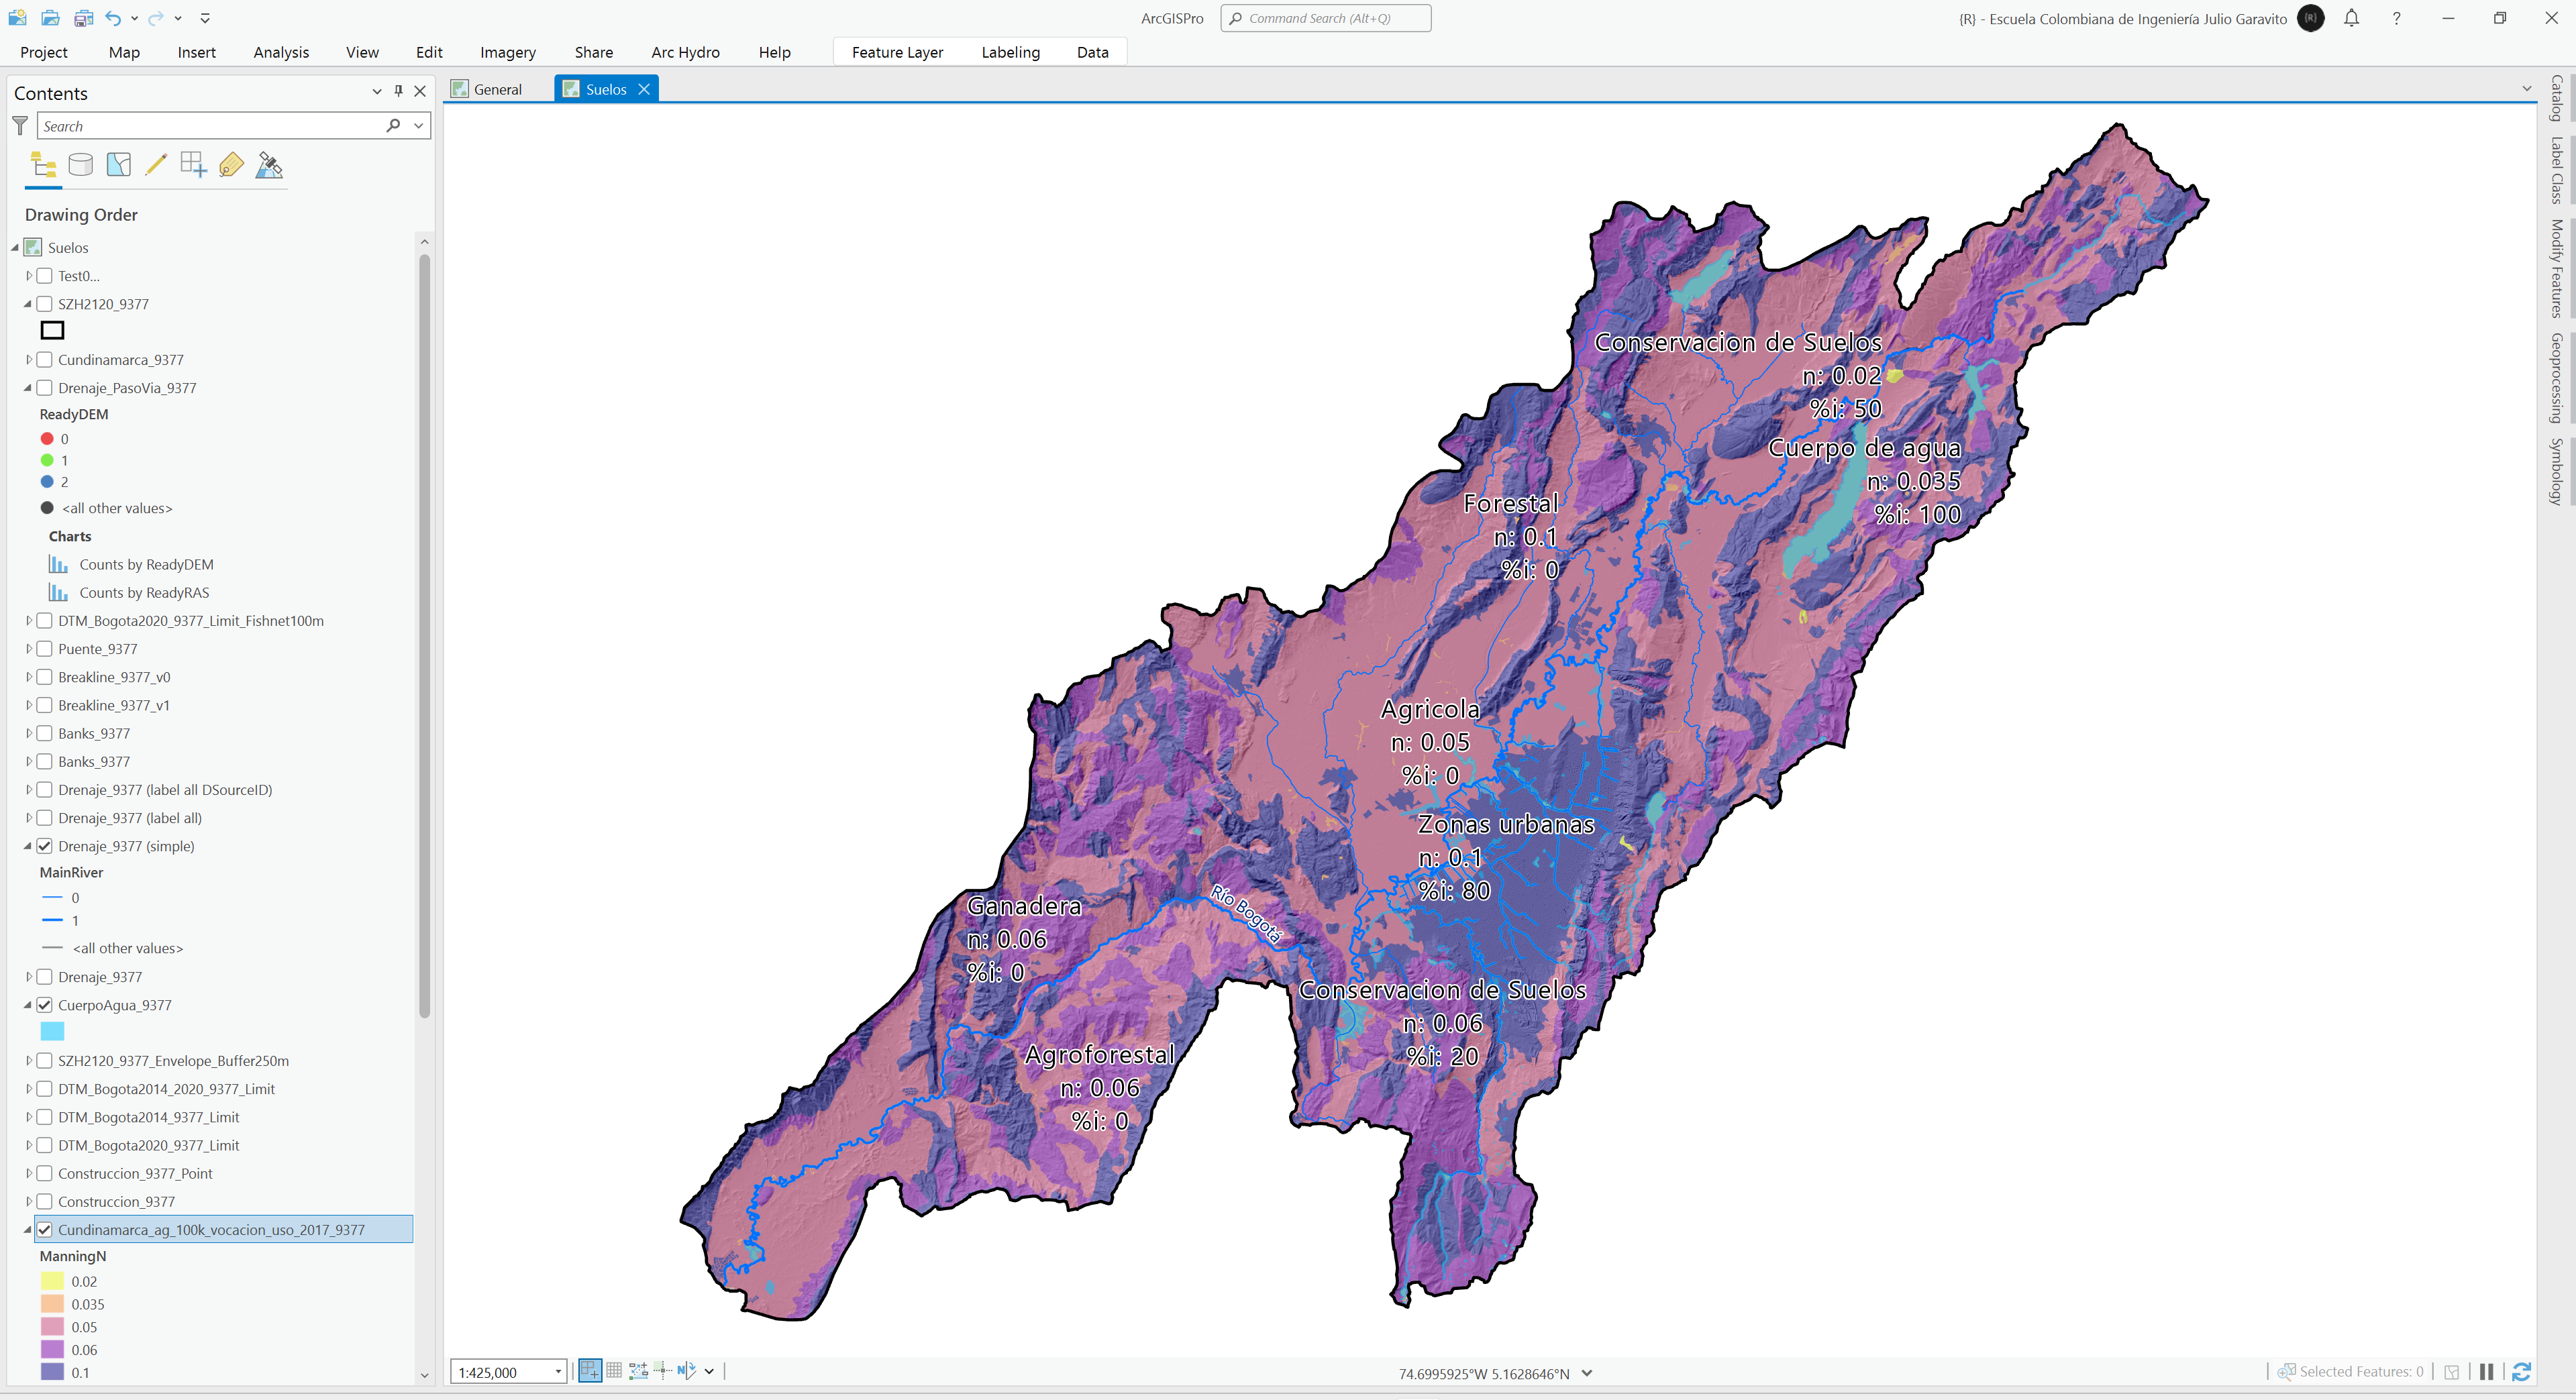 ArcGISPro
Command Search (Alt+Q)
(R) - Escuela Colombiana de Ingeniería Julio Garavito
(R)
?
Project
Map
Insert
Analysis
View
Edit
Imagery
Share
Arc Hydro
Help
Feature Layer
Labeling
Data
Contents
Search
Drawing Order
Suelos
Test0...
SZH2120_9377
Cundinamarca_9377
Drenaje_PasoVia_9377
ReadyDEM
0
1
2
<all other values>
Charts
Counts by ReadyDEM
Counts by ReadyRAS
DTM_Bogota2020_9377_Limit_Fishnet100m
Puente_9377
Breakline_9377_v0
Breakline_9377_v1
Banks_9377
Banks_9377
Drenaje_9377 (label all DSourceID)
Drenaje_9377 (label all)
Drenaje_9377 (simple)
MainRiver
0
1
<all other values>
Drenaje_9377
CuerpoAgua_9377
SZH2120_9377_Envelope_Buffer250m
DTM_Bogota2014_2020_9377_Limit
DTM_Bogota2014_9377_Limit
DTM_Bogota2020_9377_Limit
Construccion_9377_Point
Construccion_9377
Cundinamarca_ag_100k_vocacion_uso_2017_9377
ManningN
0.02
0.035
0.05
0.06
0.1
General
Suelos
Conservacion de Suelos
n: 0.02
%i: 50
Cuerpo de agua
n: 0.035
%i: 100
Forestal
n: 0.1
%i: 0
Agricola
n: 0.05
%i: 0
Zonas urbanas
n: 0.1
%i: 80
Río Bogotá
Ganadera
n: 0.06
%i: 0
Conservacion de Suelos
n: 0.06
%i: 20
Agroforestal
n: 0.06
%i: 0
1:425,000
N
74.6995925°W 5.1628646°N
Selected Features: 0
Catalog
Label Class
Modify Features
Geoprocessing
Symbology